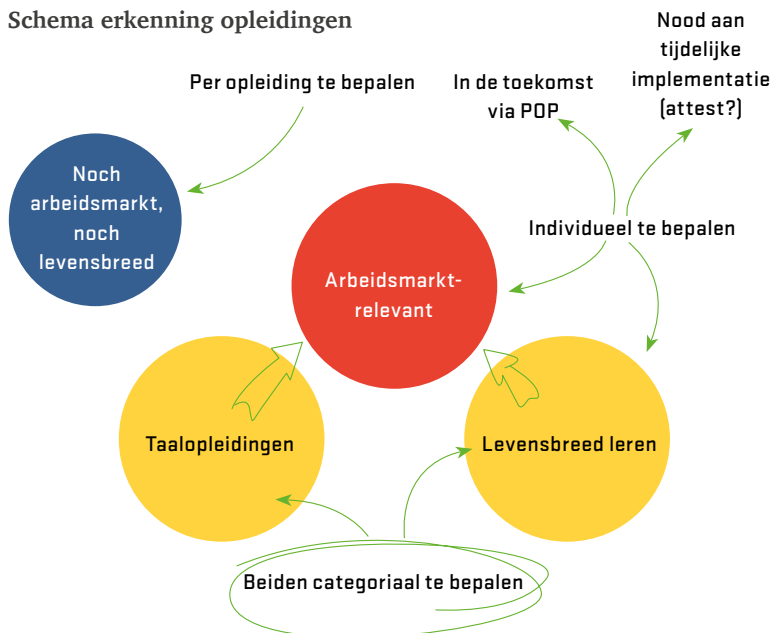 Schema erkenning opleidingen
Nood aan
tijdelijke
implementatie
(attest?)
Per opleiding te bepalen
In de toekomst
via POP
Noch
arbeidsmarkt,
noch
levensbreed
Individueel te bepalen
Arbeidsmarkt-
relevant
Taalopleidingen
Levensbreed leren
Beiden categoriaal te bepalen